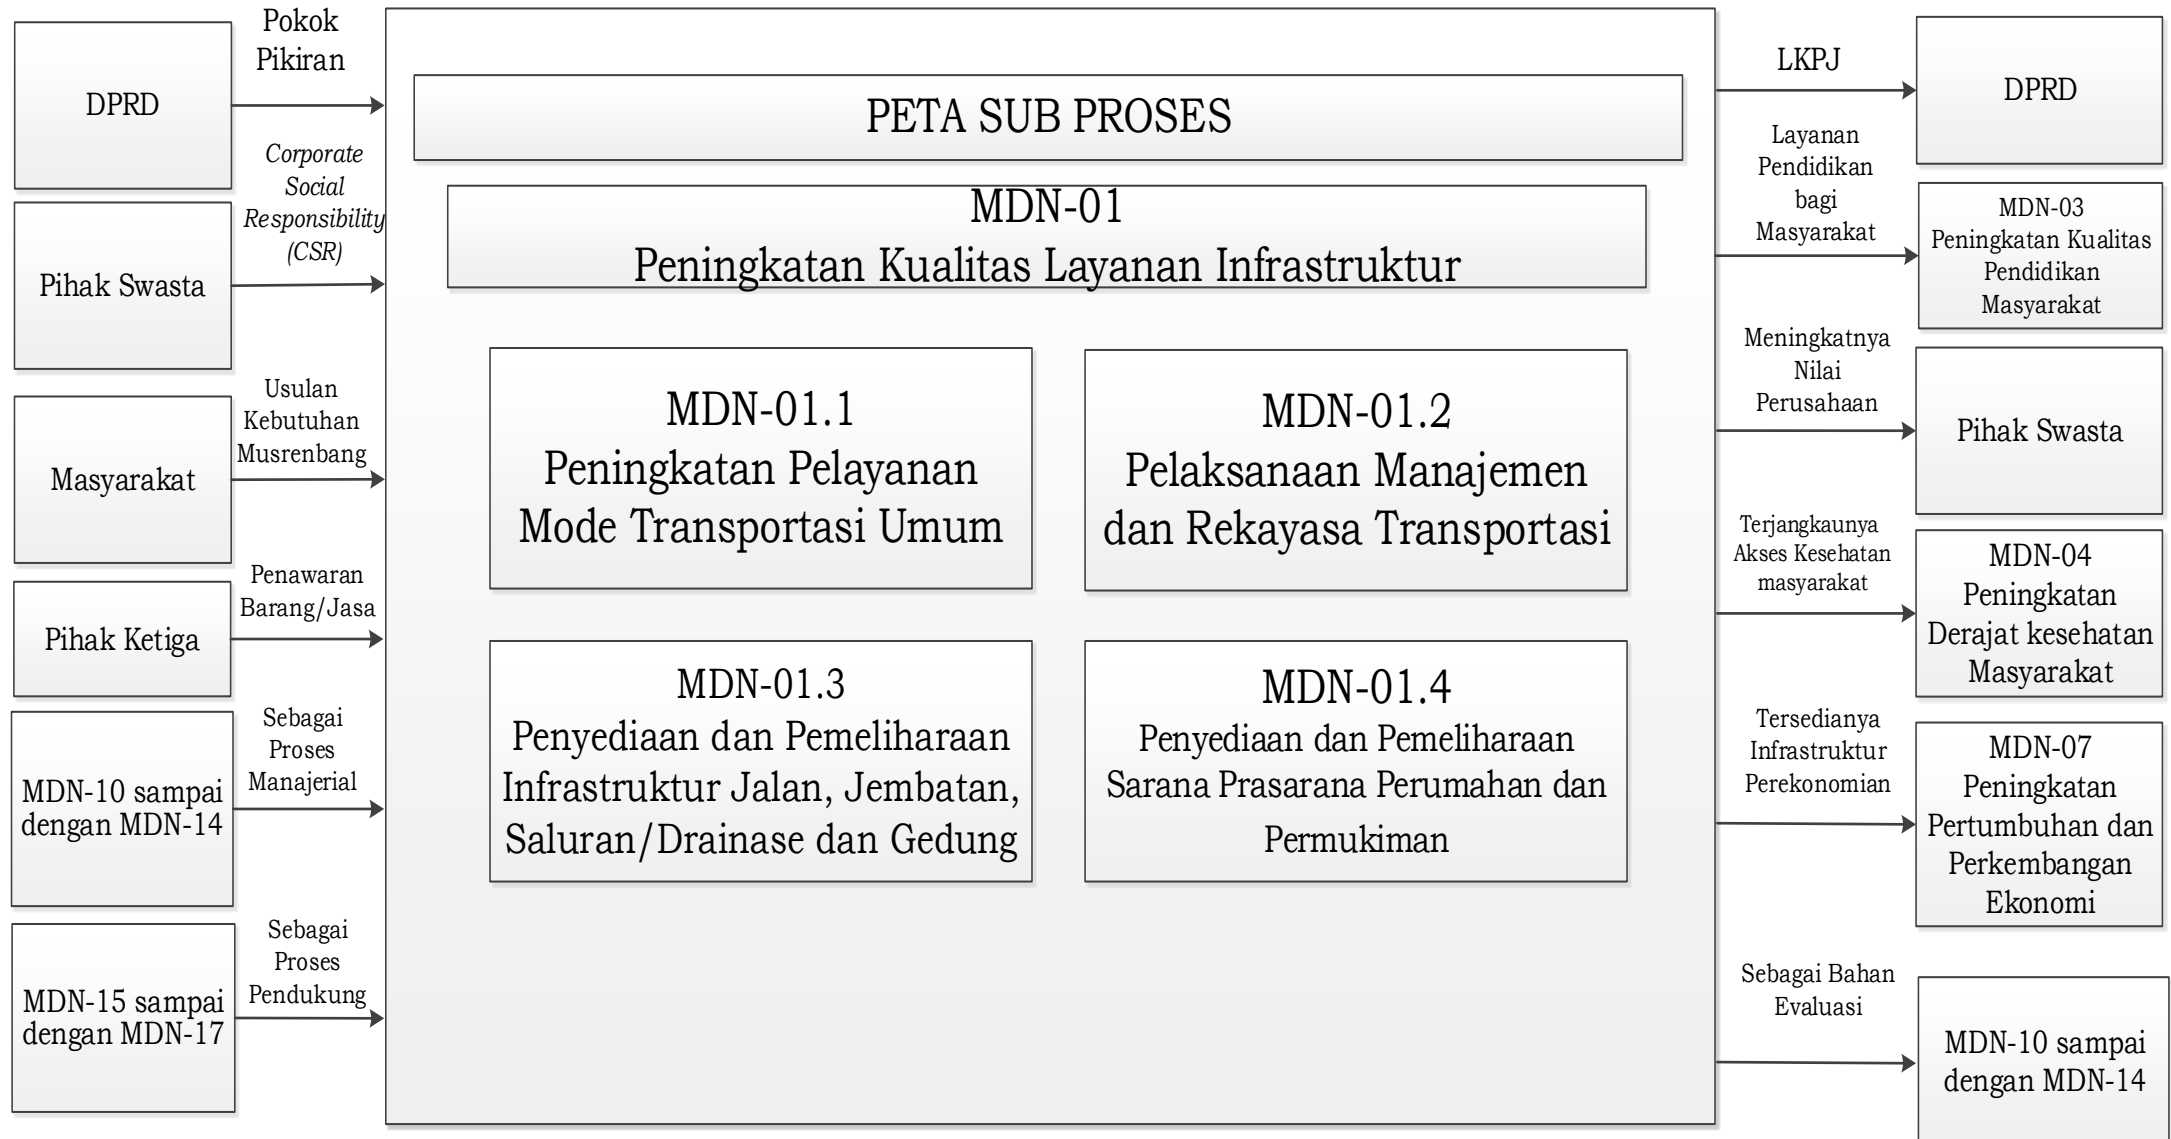 DPRD
Pokok
Pikiran
Corporate
Social
Responsibility
(CSR)
Pihak Swasta
Usulan
Kebutuhan
Musrenbang
Masyarakat
Penawaran
Barang/Jasa
Pihak Ketiga
Sebagai
Proses
Manajerial
MDN-10 sampai
dengan MDN-14
Sebagai
Proses
Pendukung
MDN-15 sampai
dengan MDN-17
PETA SUB PROSES
MDN-01
Peningkatan Kualitas Layanan Infrastruktur
MDN-01.1
Peningkatan Pelayanan
Mode Transportasi Umum
MDN-01.2
Pelaksanaan Manajemen
dan Rekayasa Transportasi
MDN-01.3
Penyediaan dan Pemeliharaan
Infrastruktur Jalan, Jembatan,
Saluran/Drainase dan Gedung
MDN-01.4
Penyediaan dan Pemeliharaan
Sarana Prasarana Perumahan dan
Permukiman
LKPJ
DPRD
Layanan
Pendidikan
bagi
Masyarakat
MDN-03
Peningkatan Kualitas
Pendidikan
Masyarakat
Meningkatnya
Nilai
Perusahaan
Pihak Swasta
Terjangkaunya
Akses Kesehatan
masyarakat
MDN-04
Peningkatan
Derajat kesehatan
Masyarakat
Tersedianya
Infrastruktur
Perekonomian
MDN-07
Peningkatan
Pertumbuhan dan
Perkembangan
Ekonomi
Sebagai Bahan
Evaluasi
MDN-10 sampai
dengan MDN-14